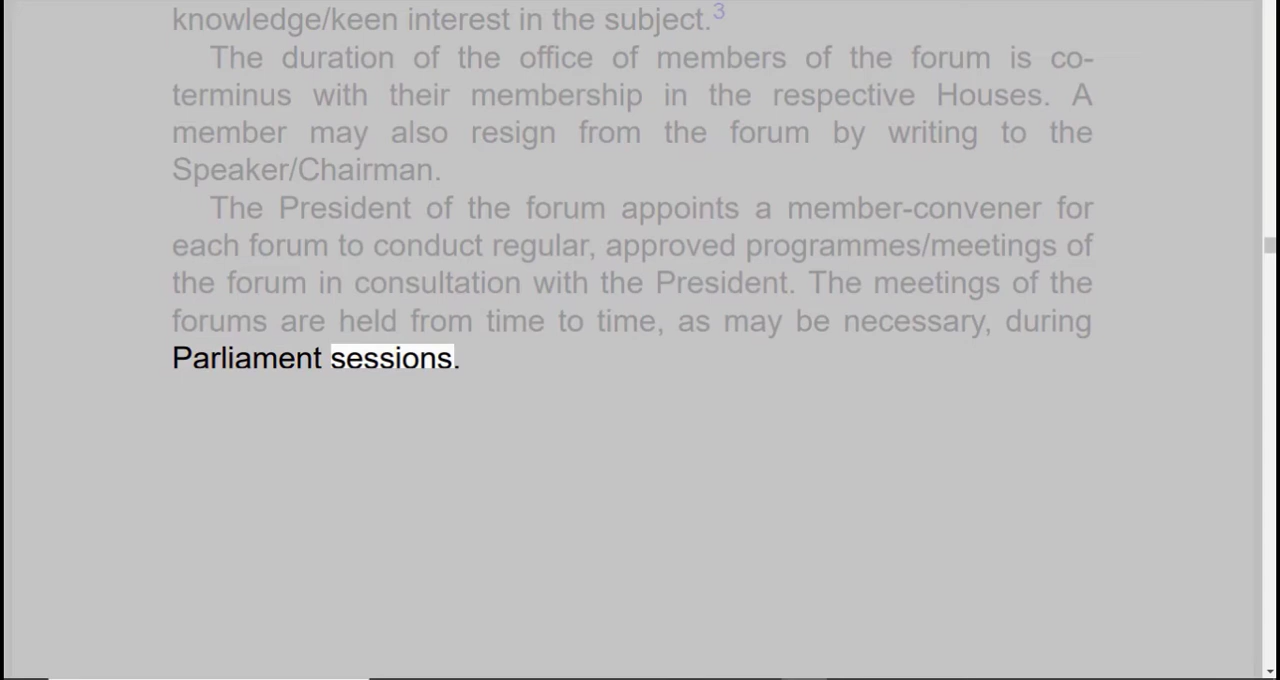 knowledge/keen interest in the subject.3
The duration of the office of members of the forum is co-
terminus with their membership in the respective Houses. A
member may also resign from the forum by writing to the
Speaker/Chairman.
The President of the forum appoints a member-convener for
each forum to conduct regular, approved programmes/meetings of
the forum in consultation with the President. The meetings of the
forums are held from time to time, as may be necessary, during
Parliament sessions.